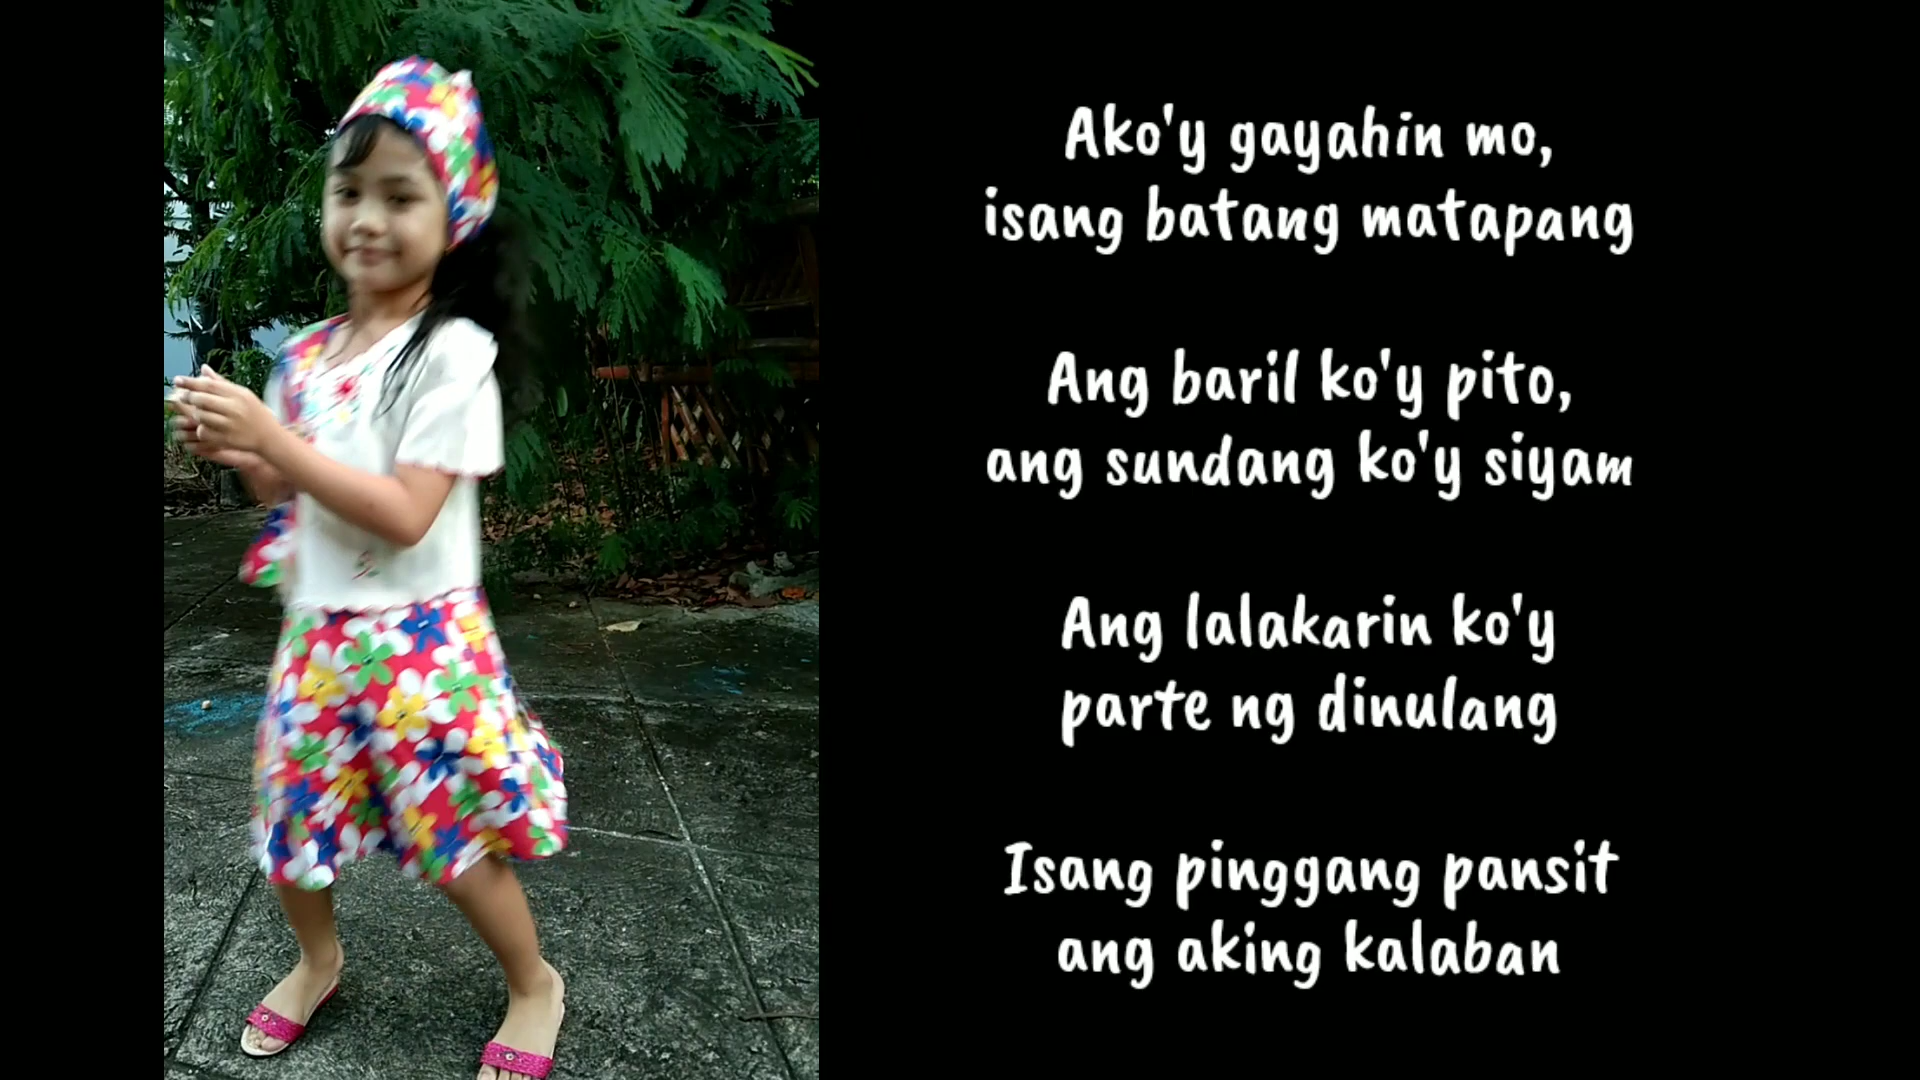 Ako'y gayahin mo,
isang batang matapang
Ang baril ko'y pito,
ang sundang ko'y siyam
Ang lalakarin ko'y
parte ng dinulang
Isang pinggang pansit
ang aking kalaban